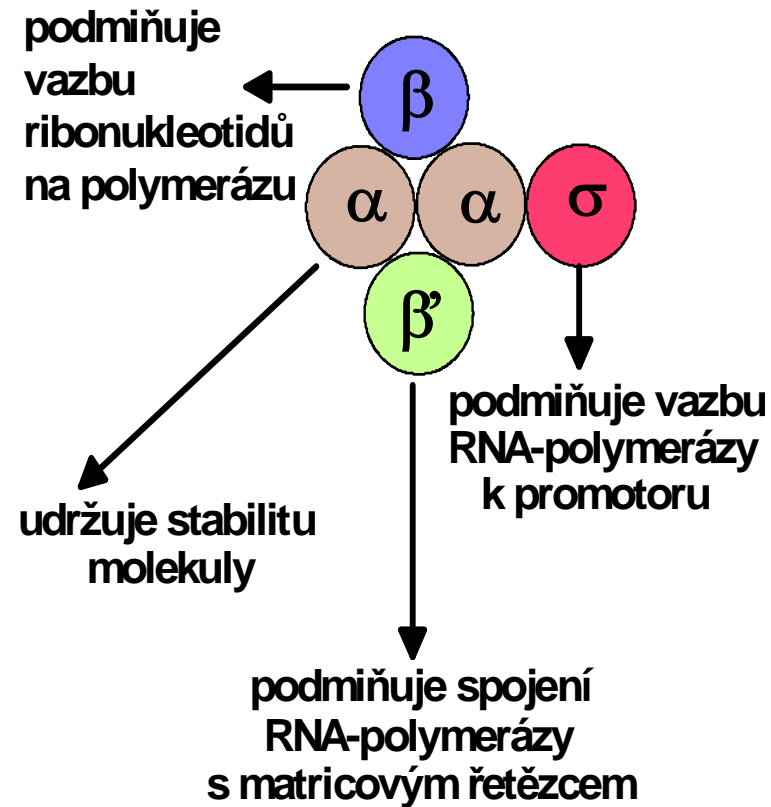 podmiňuje
vazbu
ribonukleotidů
na polymerázu
β
α
α
σ
β’
podmiňuje vazbu
RNA-polymerázy
k promotoru
udržuje stabilitu
molekuly
podmiňuje spojení
RNA-polymerázy
s matricovým řetězcem